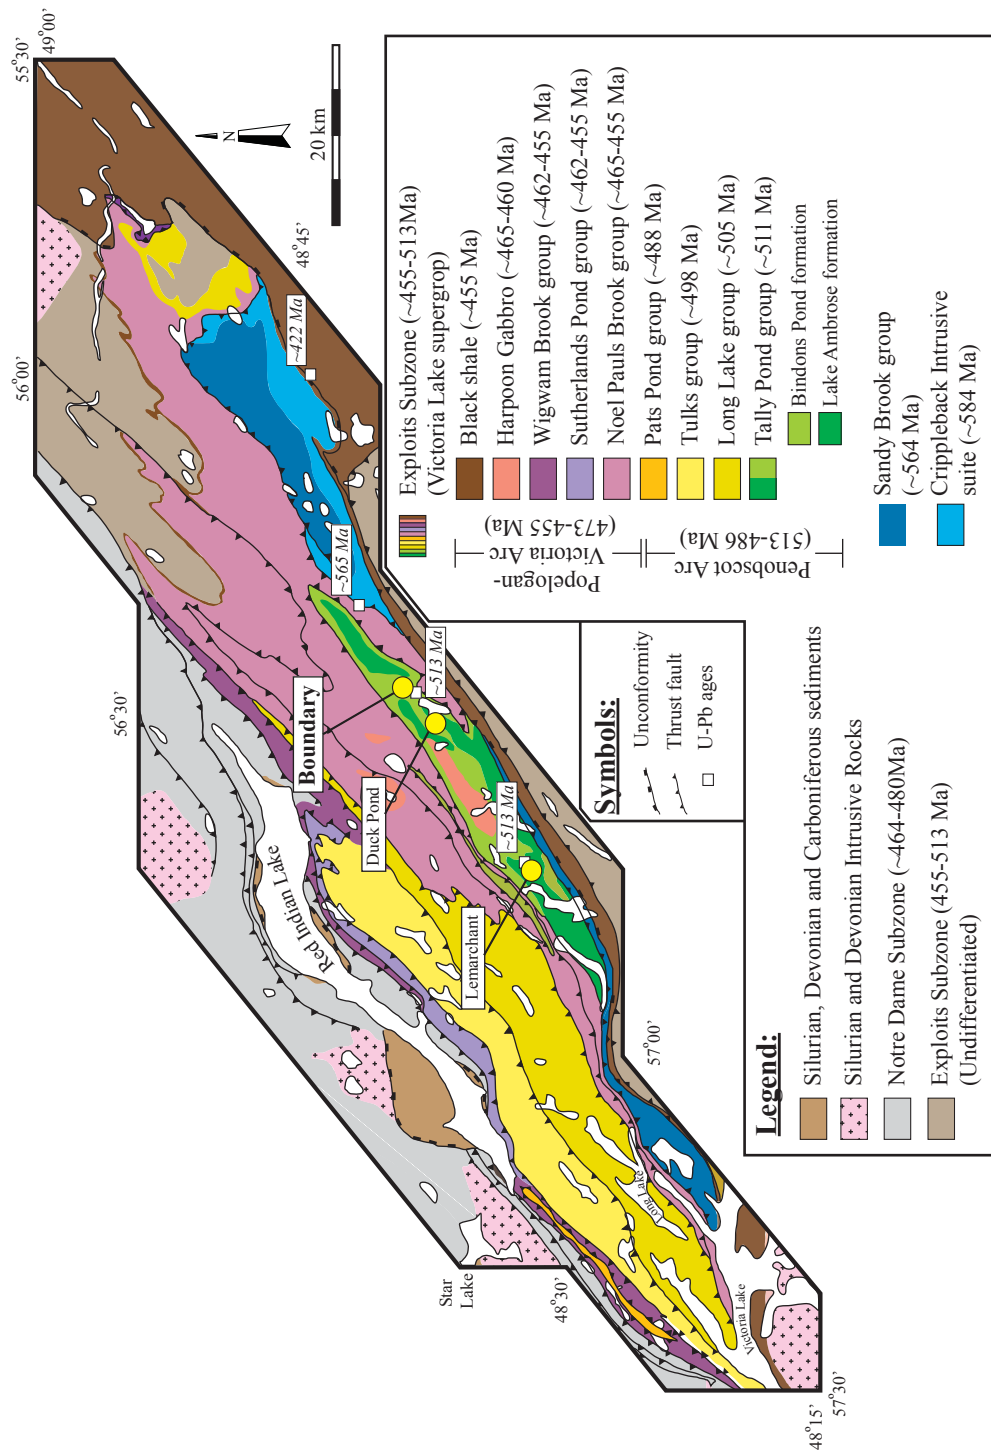 55°30'
49°00'
N
20 km
56°00'
48°45'
~422 Ma
~565 Ma
56°30'
Boundary
~513 Ma
Duck Pond
~513 Ma
Red Indian Lake
Lemarchant
57°00'
Long Lake
Star
Lake
48°30'
Victoria Lake
48°15'
57°30'
Symbols:
Unconformity
Thrust fault
U-Pb ages
Legend:
Silurian, Devonian and Carboniferous sediments
Silurian and Devonian Intrusive Rocks
Notre Dame Subzone (~464-480Ma)
Exploits Subzone (455-513 Ma)
(Undifferentiated)
Exploits Subzone (~455-513Ma)
(Victoria Lake supergrop)
Black shale (~455 Ma)
Harpoon Gabbro (~465-460 Ma)
Wigwam Brook group (~462-455 Ma)
Sutherlands Pond group (~462-455 Ma)
Noel Pauls Brook group (~465-455 Ma)
Pats Pond group (~488 Ma)
Tulks group (~498 Ma)
Long Lake group (~505 Ma)
Tally Pond group (~511 Ma)
Bindons Pond formation
Lake Ambrose formation
Popelogan-
Victoria Arc
(473-455 Ma)
Penobscot Arc
(513-486 Ma)
Sandy Brook group
(~564 Ma)
Crippleback Intrusive
suite (~584 Ma)